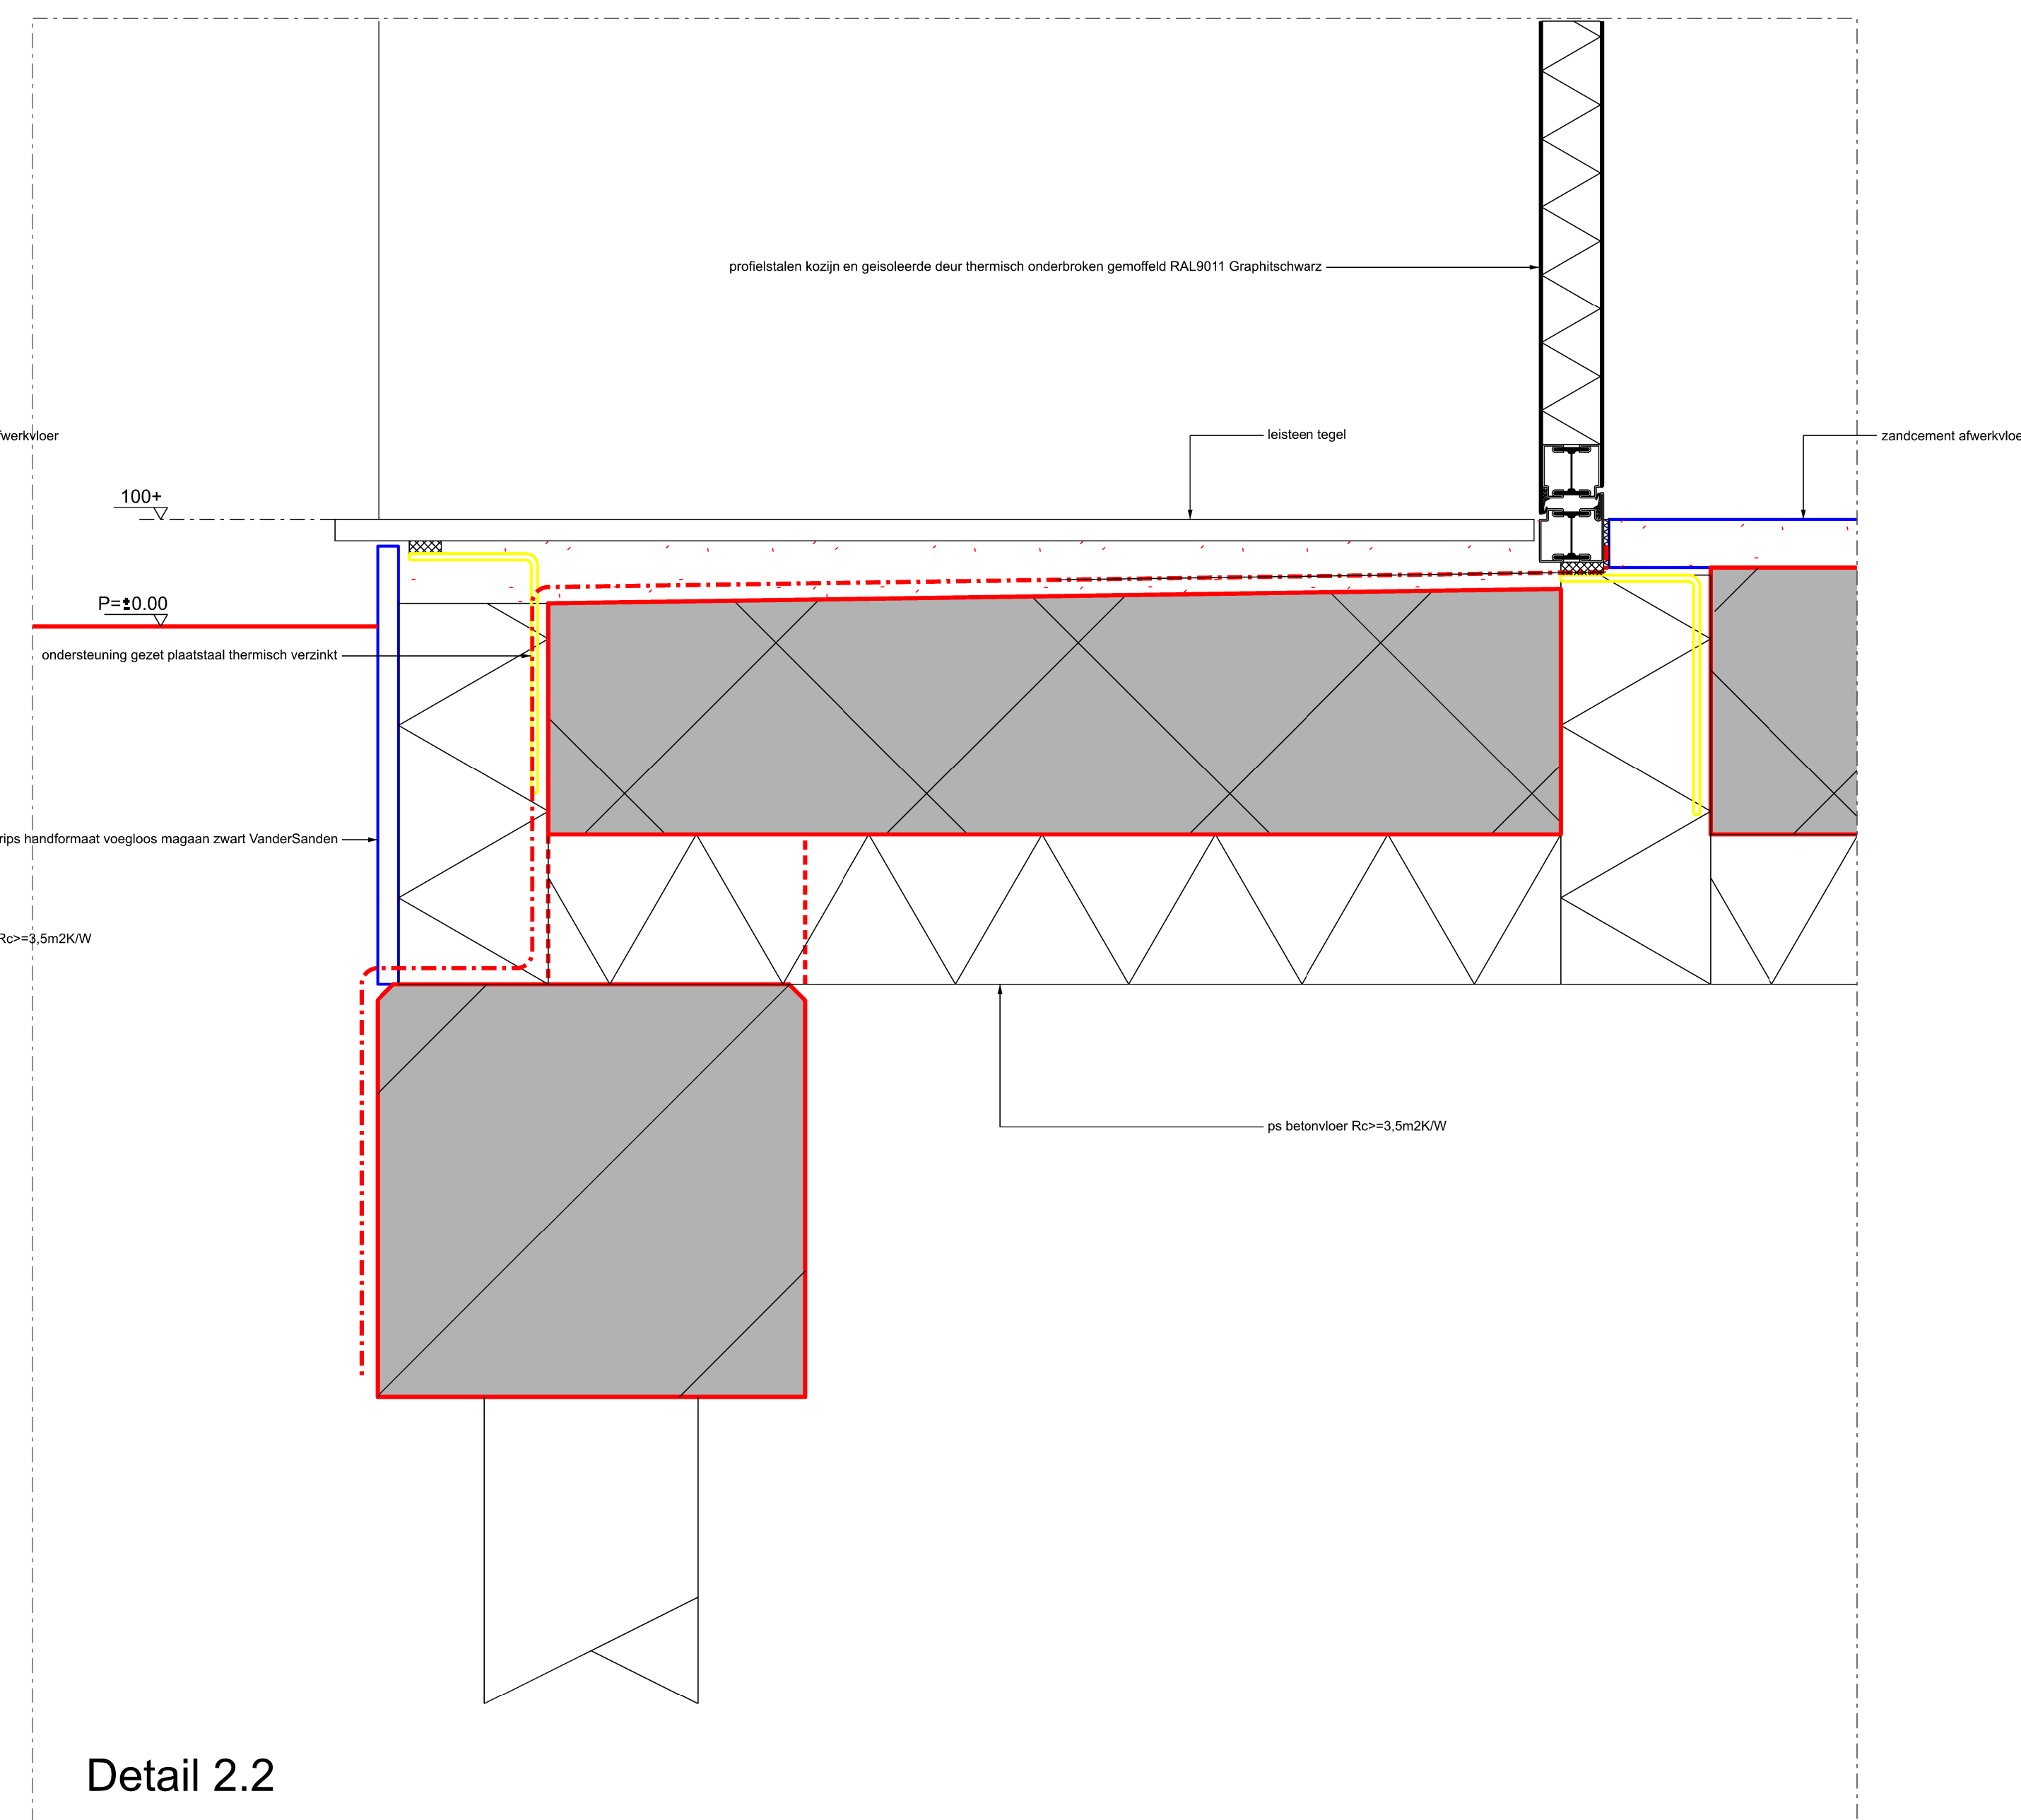 profielstalen kozijn en geisoleerde deur thermisch onderbroken gemoffeld RAL9011 Graphitschwarz
leisteen tegel
zandcement afwerkvloe
fwerkvloer
100+
P=±0.00
ondersteuning gezet plaatstaal thermisch verzinkt
rips handformaat voegloos magaan zwart VanderSanden
Rc>=3,5m2K/W
ps betonvloer Rc>=3,5m2K/W
Detail 2.2